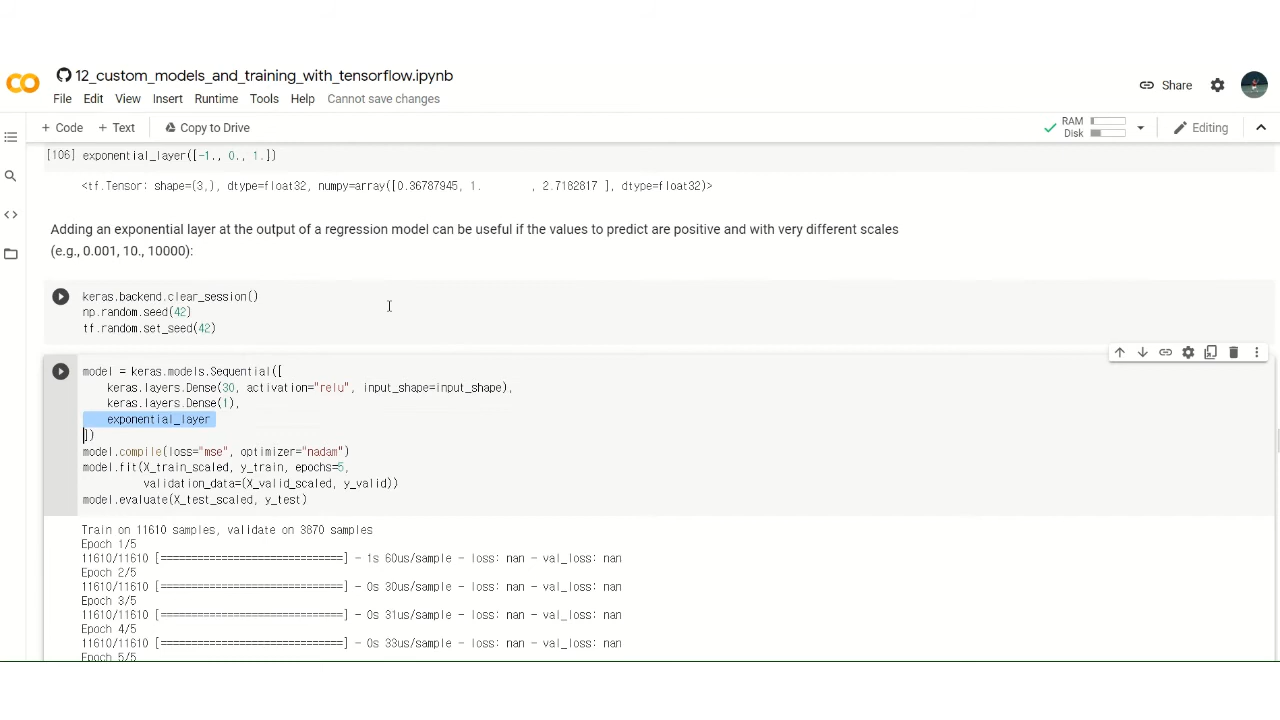 12_custom_models_and_training_with_tensorflow.ipynb
Share
File Edit View Insert Runtime Tools Help Cannot save changes
+ Code + Text Copy to Drive
RAM
Disk
Editing
[106] exponential_layer([-1., 0., 1.])
<tf.Tensor: shape=(3,), dtype=float32, numpy=array([0.36787945, 1.        , 2.7182817 ], dtype=float32)>
Adding an exponential layer at the output of a regression model can be useful if the values to predict are positive and with very different scales
(e.g., 0.001, 10., 10000):
keras.backend.clear_session()
np.random.seed(42)
tf.random.set_seed(42)
model = keras.models.Sequential([
    keras.layers.Dense(30, activation="relu", input_shape=input_shape),
    keras.layers.Dense(1),
    exponential_layer
])
model.compile(loss="mse", optimizer="nadam")
model.fit(X_train_scaled, y_train, epochs=5,
          validation_data=(X_valid_scaled, y_valid))
model.evaluate(X_test_scaled, y_test)
Train on 11610 samples, validate on 3870 samples
Epoch 1/5
11610/11610 [==============================] - 1s 60us/sample - loss: nan - val_loss: nan
Epoch 2/5
11610/11610 [==============================] - 0s 30us/sample - loss: nan - val_loss: nan
Epoch 3/5
11610/11610 [==============================] - 0s 31us/sample - loss: nan - val_loss: nan
Epoch 4/5
11610/11610 [==============================] - 0s 33us/sample - loss: nan - val_loss: nan
Epoch 5/5